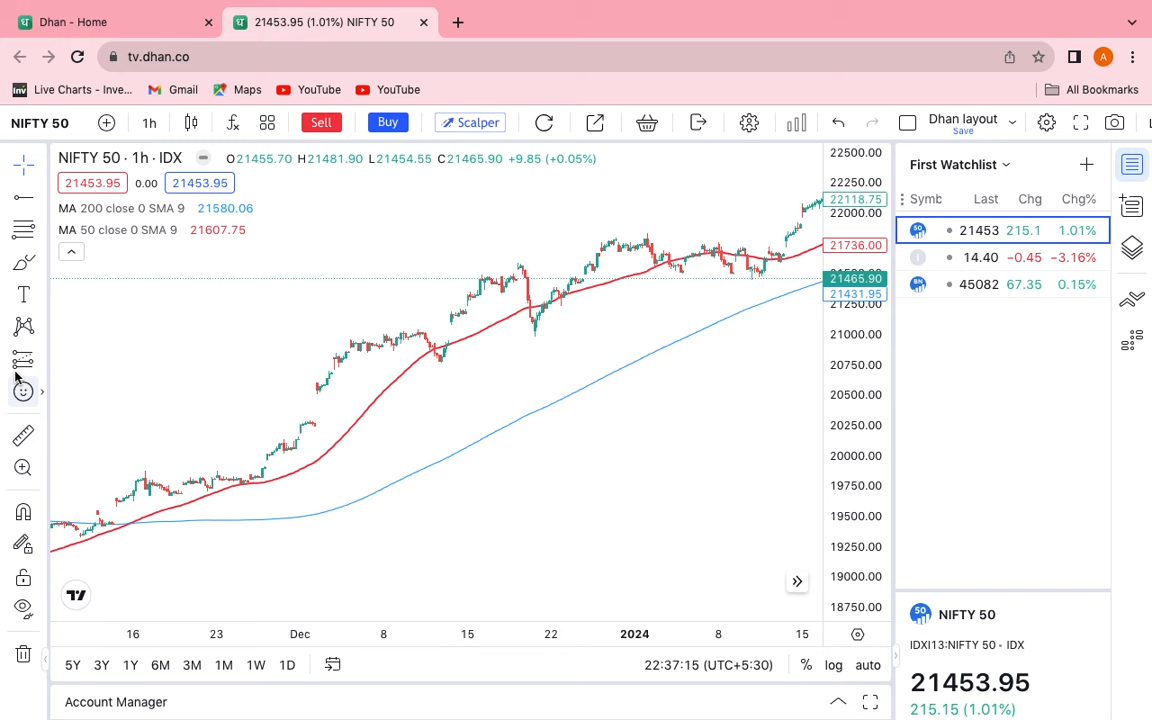 Dhan - Home
21453.95 (1.01%) NIFTY 50
tv.dhan.co
A
Inv Live Charts - Inve...
Gmail
Maps
YouTube
YouTube
All Bookmarks
NIFTY 50
1h
Sell
Buy
Scalper
Dhan layout
Save
NIFTY 50 · 1h · IDX
O21455.70 H21481.90 L21454.55 C21465.90 +9.85 (+0.05%)
21453.95 0.00 21453.95
MA 200 close 0 SMA 9 21580.06
MA 50 close 0 SMA 9 21607.75
22500.00
22250.00
22118.75
22000.00
21736.00
21465.90
21431.95
21250.00
21000.00
20750.00
20500.00
20250.00
20000.00
19750.00
19500.00
19250.00
19000.00
18750.00
16 23 Dec 8 15 22 2024 8 15
5Y 3Y 1Y 6M 3M 1M 1W 1D
22:37:15 (UTC+5:30)
% log auto
Account Manager
First Watchlist
Symb Last Chg Chg%
50 21453 215.1 1.01%
I 14.40 −0.45 −3.16%
BN 45082 67.35 0.15%
50 NIFTY 50
IDXI13:NIFTY 50 • IDX
21453.95
215.15 (1.01%)